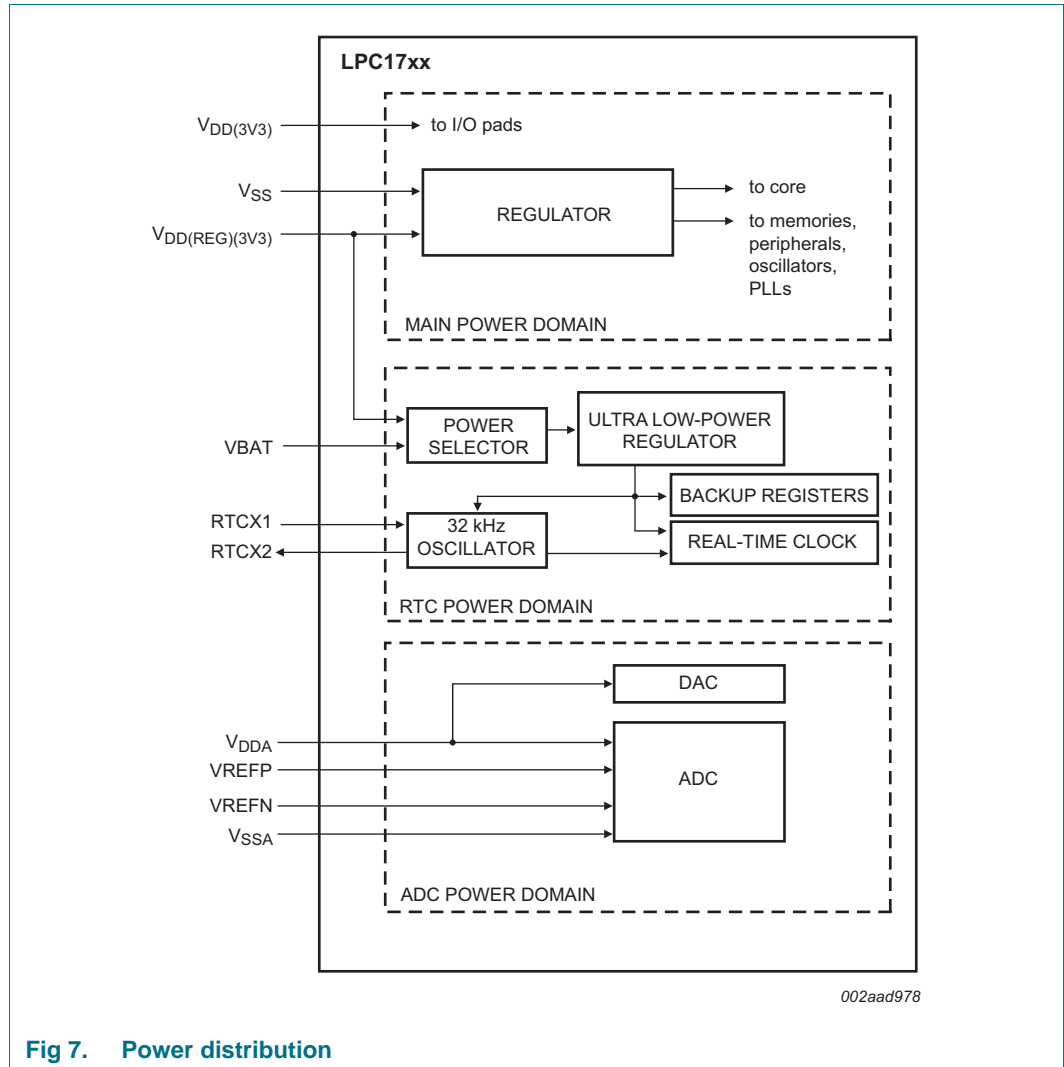 LPC17xx
VDD(3V3)
to I/O pads
VSS
REGULATOR
to core
VDD(REG)(3V3)
to memories,
peripherals,
oscillators,
PLLs
MAIN POWER DOMAIN
VBAT
POWER
SELECTOR
ULTRA LOW-POWER
REGULATOR
BACKUP REGISTERS
RTCX1
RTCX2
32 kHz
OSCILLATOR
REAL-TIME CLOCK
RTC POWER DOMAIN
DAC
VDDA
VREFP
ADC
VREFN
VSSA
ADC POWER DOMAIN
002aad978
Fig 7. Power distribution